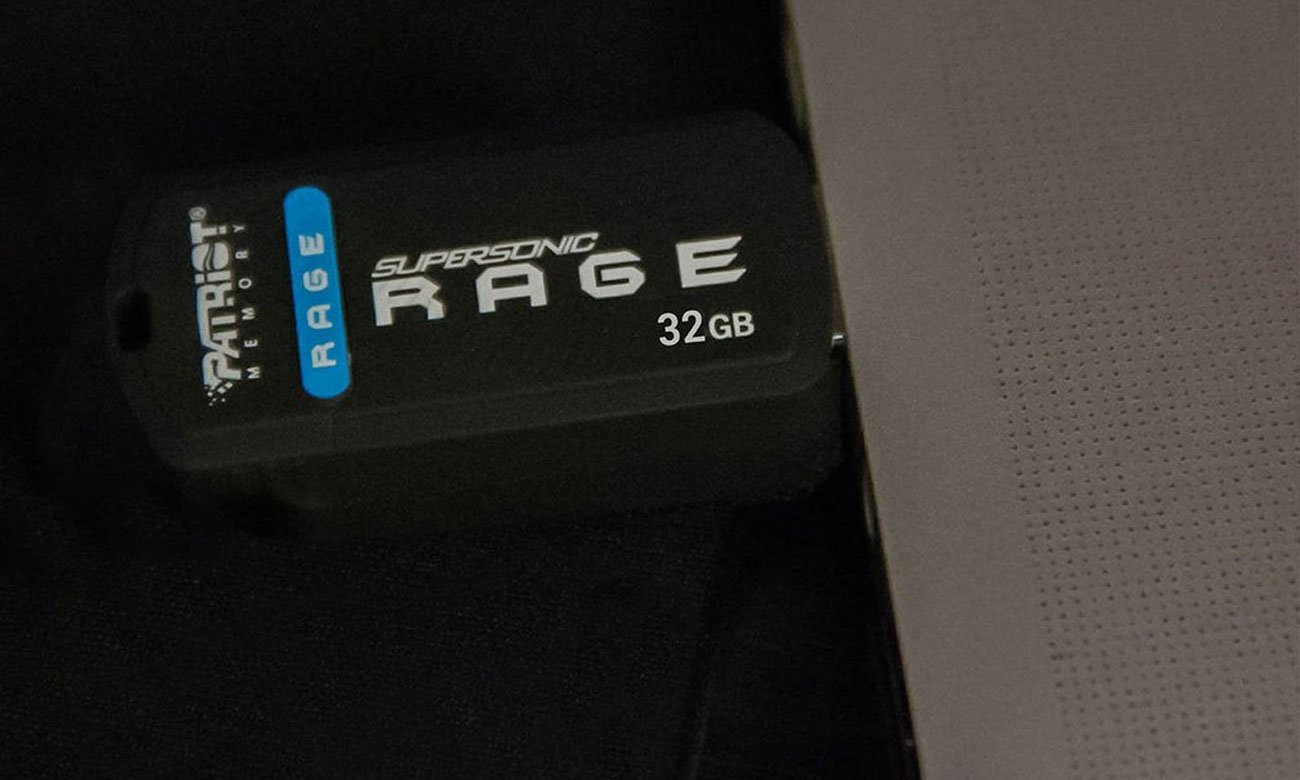 PATRiOT®
MEMORY
RAGE
SUPERSONIC
RAGE
32GB